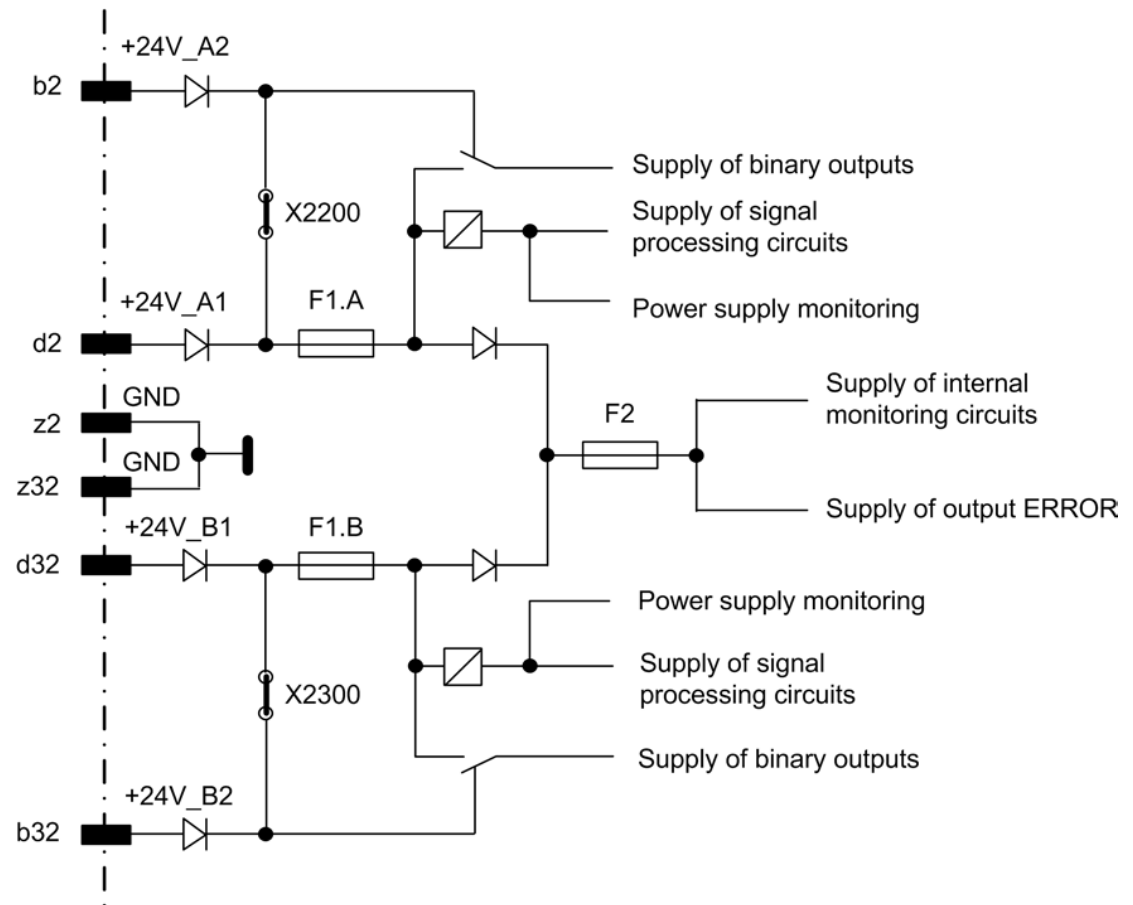 +24V_A2
b2
Supply of binary outputs
X2200
Supply of signal
processing circuits
+24V_A1
F1.A
Power supply monitoring
d2
GND
z2
Supply of internal
monitoring circuits
F2
GND
z32
Supply of output ERROR
+24V_B1
F1.B
d32
Power supply monitoring
X2300
Supply of signal
processing circuits
Supply of binary outputs
+24V_B2
b32